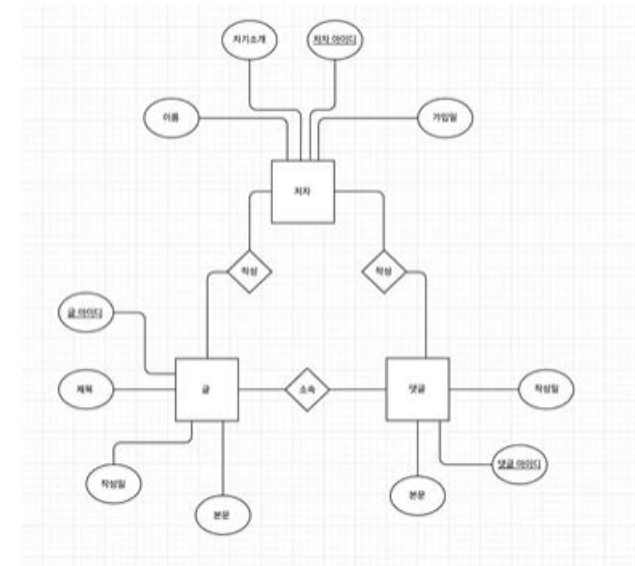 자기소개
저자 아이디
이름
가입일
저자
작성
작성
글 아이디
제목
글
소속
댓글
작성일
작성일
댓글 아이디
본문
본문